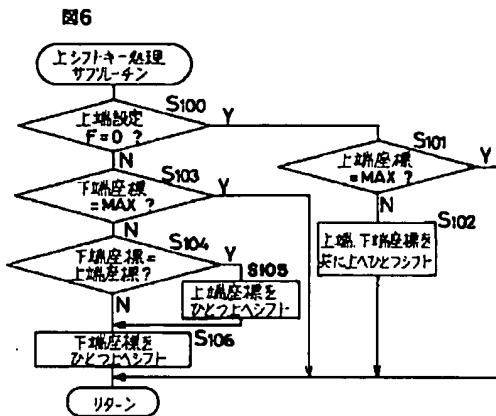 図6
上シフトキー処理
サブルーチン
S100
上端設定
F=0 ?
Y
N
S101
上端座標
=MAX ?
Y
N
S103
下端座標
=MAX ?
Y
N
S102
上端、下端座標を
共に上へひとつシフト
S104
下端座標=
上端座標?
Y
N
S105
上端座標を
ひとつ上へシフト
S106
下端座標を
ひとつ上へシフト
リターン